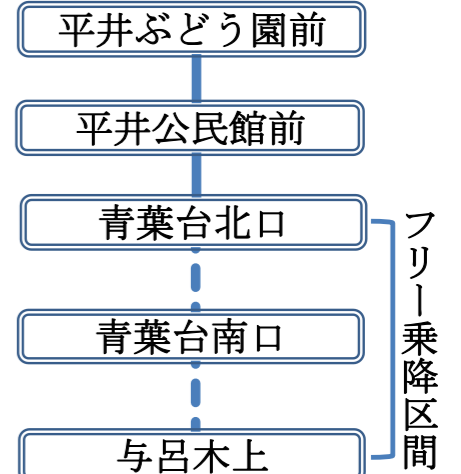 平井ぶどう園前
平井公民館前
青葉台北口
青葉台南口
与呂木上
フリー乗降区間